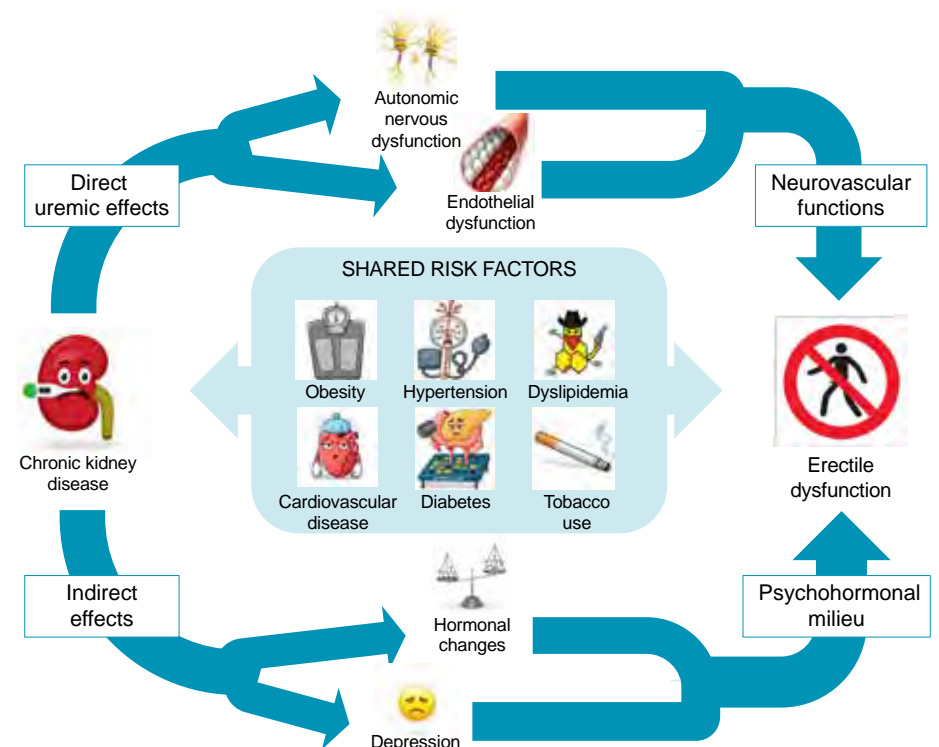 Autonomic
nervous
dysfunction
Direct
uremic effects
Endothelial
dysfunction
Neurovascular
functions
SHARED RISK FACTORS
Obesity
Hypertension
Dyslipidemia
Chronic kidney
disease
Cardiovascular
disease
Diabetes
Tobacco
use
Erectile
dysfunction
Indirect
effects
Hormonal
changes
Psychohormonal
milieu
Depression